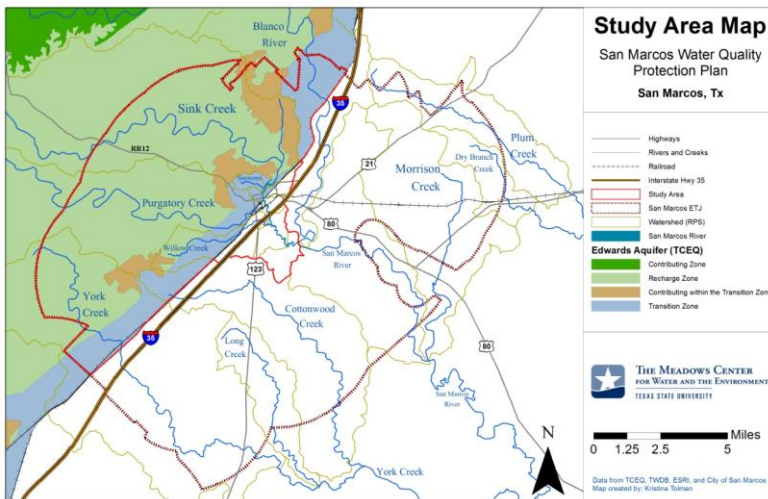 Blanco
River
Sink Creek
35
RR12
21
Plum
Creek
Dry Branch
Creek
Morrison
Creek
Purgatory Creek
80
Willow Creek
San Marcos
River
123
York
Creek
Cottonwood
Creek
35
Long
Creek
80
San Marcos
River
York Creek
N
Study Area Map
San Marcos Water Quality
Protection Plan
San Marcos, Tx
Highways
Rivers and Creeks
Railroad
Interstate Hwy 35
Study Area
San Marcos ETJ
Watershed (RPS)
San Marcos River
Edwards Aquifer (TCEQ)
Contributing Zone
Recharge Zone
Contributing within the Transition Zon
Transition Zone
THE MEADOWS CENTER
FOR WATER AND THE ENVIRONMENT
TEXAS STATE UNIVERSITY
Miles
0 1.25 2.5 5
Data from TCEQ, TWDB, ESRI, and City of San Marcos
Map created by: Kristina Tolman